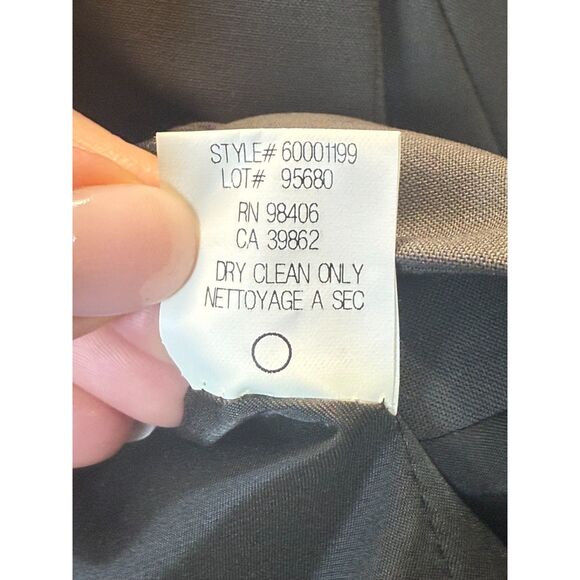 STYLE# 60001199
LOT# 95680
RN 98406
CA 39862
DRY CLEAN ONLY
NETTOYAGE A SEC